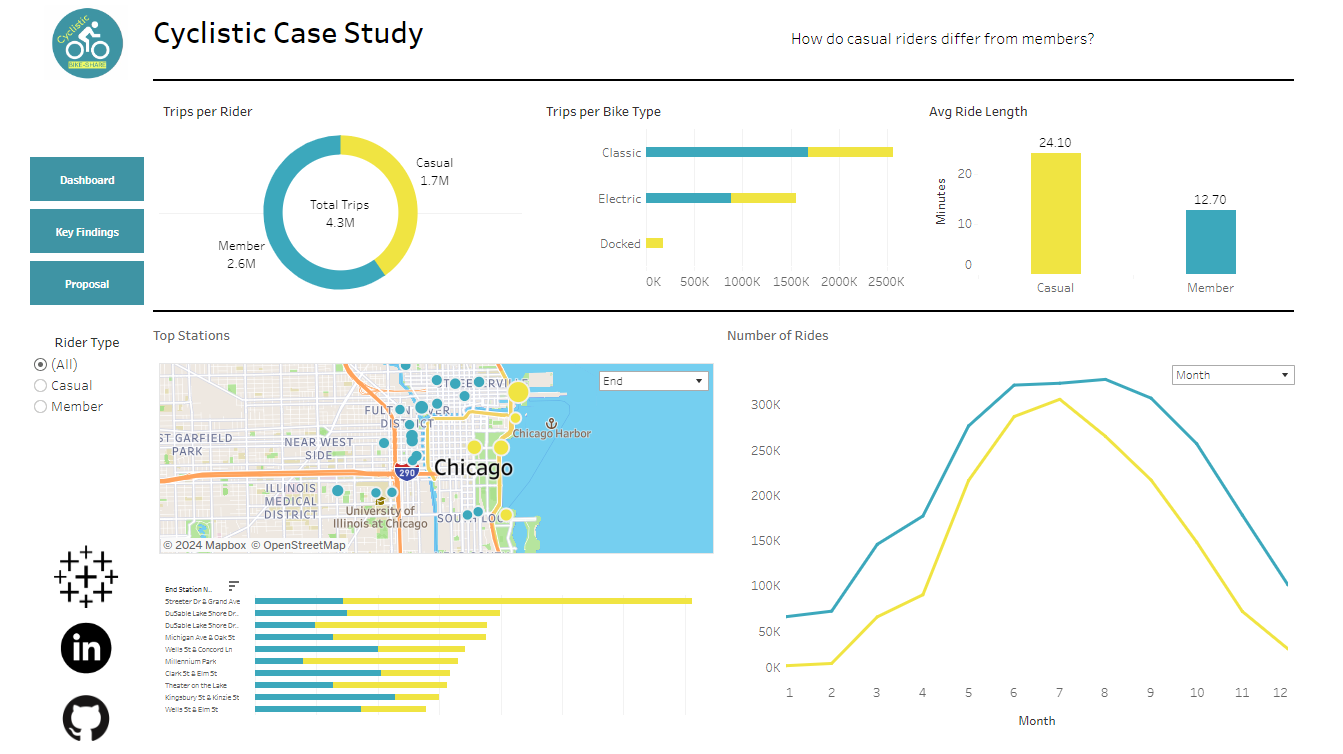 Cyclistic
BIKE-SHARE
Cyclistic Case Study
How do casual riders differ from members?
Dashboard
Key Findings
Proposal
Rider Type
(All)
Casual
Member
Trips per Rider
Casual
1.7M
Total Trips
4.3M
Member
2.6M
Trips per Bike Type
Classic
Electric
Docked
0K 500K 1000K 1500K 2000K 2500K
Avg Ride Length
24.10
12.70
Minutes
20
10
0
Casual Member
Top Stations
End
ST GARFIELD
PARK
NEAR WEST
SIDE
Chicago Harbor
Chicago
290
ILLINOIS
MEDICAL
DISTRICT
University of
Illinois at Chicago
© 2024 Mapbox © OpenStreetMap
End Station N..
Streeter Dr & Grand Ave
DuSable Lake Shore Dr..
DuSable Lake Shore Dr..
Michigan Ave & Oak St
Wells St & Concord Ln
Millennium Park
Clark St & Elm St
Theater on the Lake
Kingsbury St & Kinzie St
Wells St & Elm St
Number of Rides
Month
300K
250K
200K
150K
100K
50K
0K
1 2 3 4 5 6 7 8 9 10 11 12
Month
in